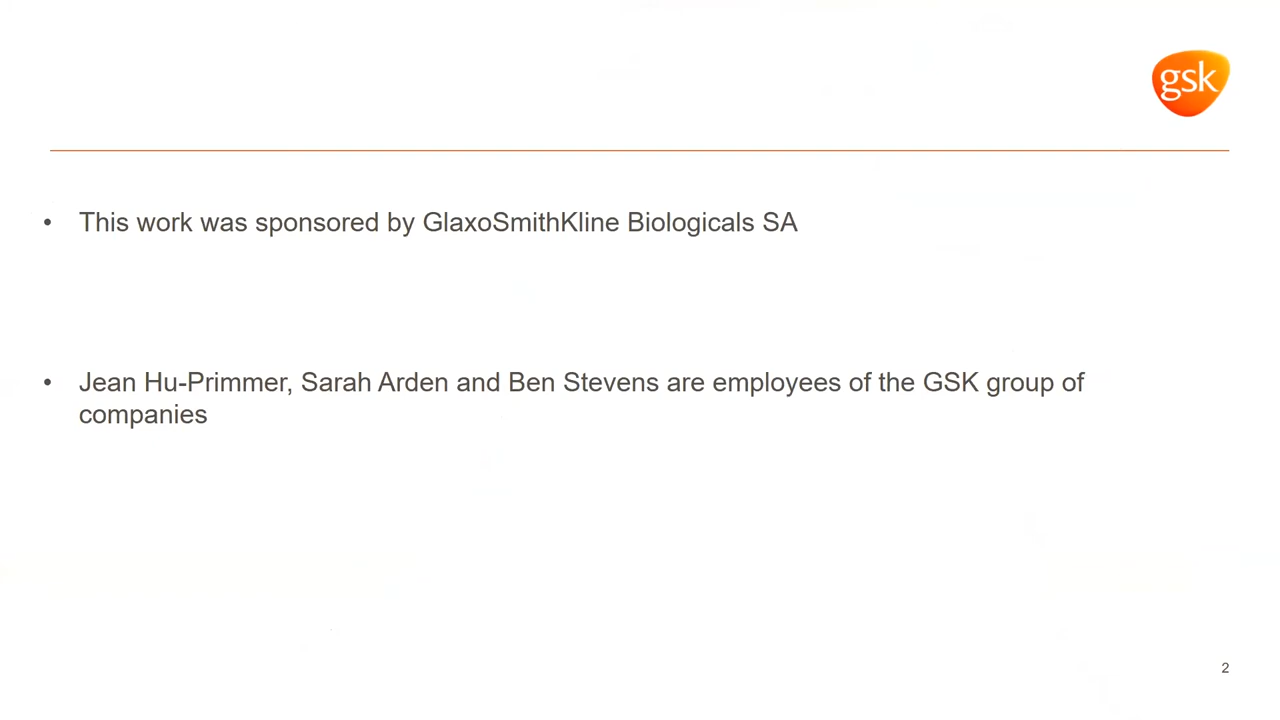 gsk
• This work was sponsored by GlaxoSmithKline Biologicals SA
• Jean Hu-Primmer, Sarah Arden and Ben Stevens are employees of the GSK group of
companies
2